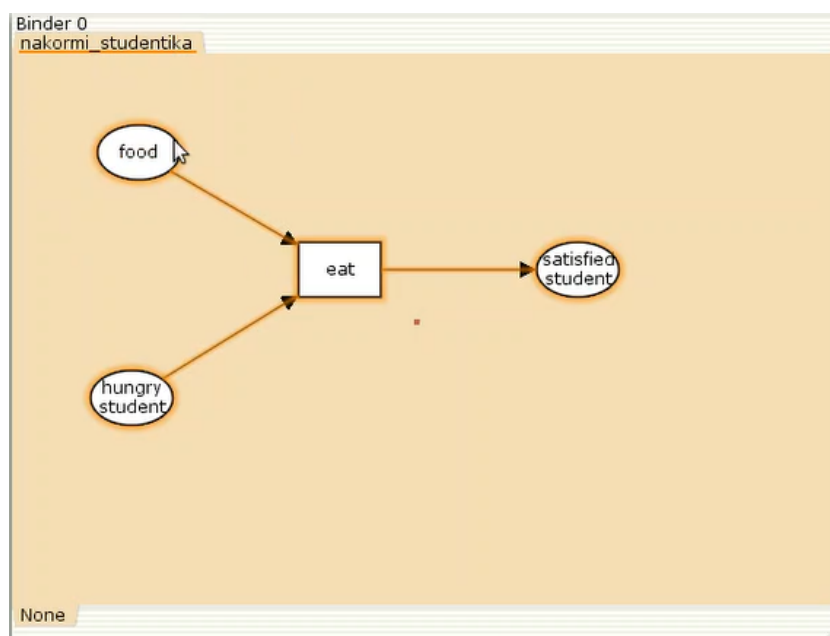 Binder 0
nakormi_studentika
food
eat
satisfied
student
hungry
student
None